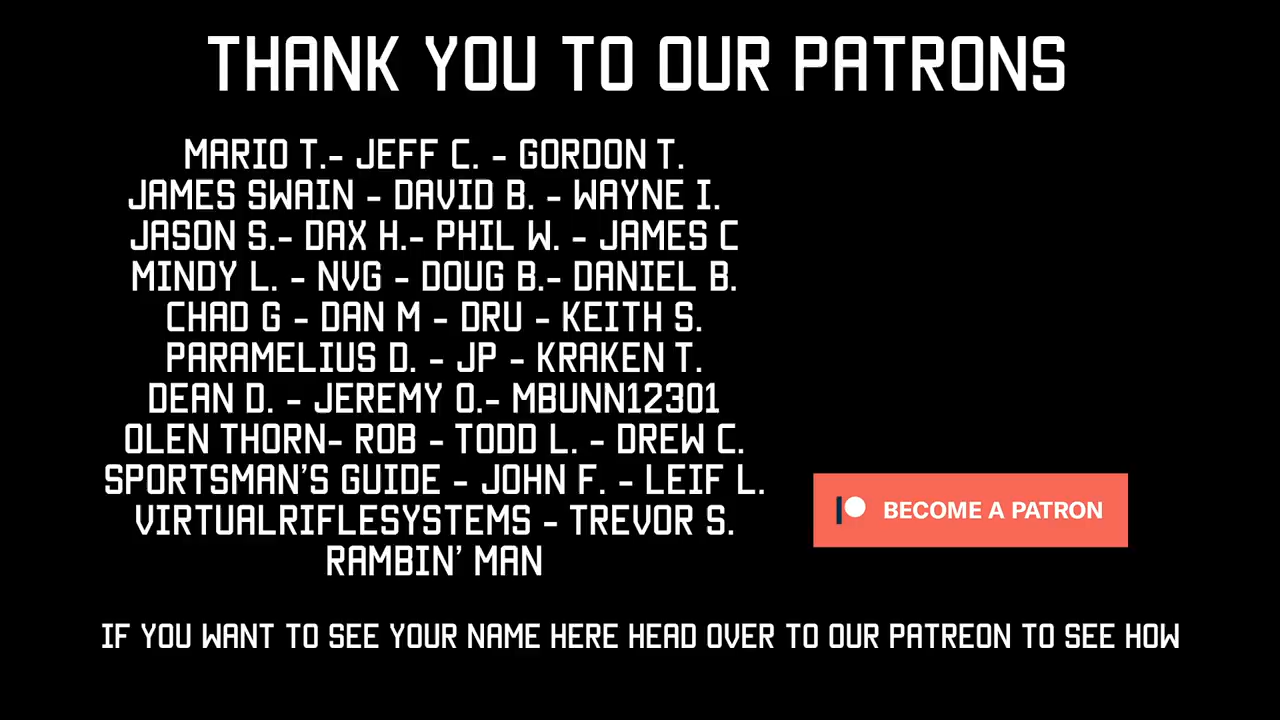 THANK YOU TO OUR PATRONS
MARIO T.- JEFF C. - GORDON T.
JAMES SWAIN - DAVID B. - WAYNE I.
JASON S.- DAX H.- PHIL W. - JAMES C
MINDY L. - NVG - DOUG B.- DANIEL B.
CHAD G - DAN M - DRU - KEITH S.
PARAMELIUS D. - JP - KRAKEN T.
DEAN D. - JEREMY O.- MBUNN12301
OLEN THORN- ROB - TODD L. - DREW C.
SPORTSMAN'S GUIDE - JOHN F. - LEIF L.
VIRTUALRIFLESYSTEMS - TREVOR S.
RAMBIN' MAN
BECOME A PATRON
IF YOU WANT TO SEE YOUR NAME HERE HEAD OVER TO OUR PATREON TO SEE HOW